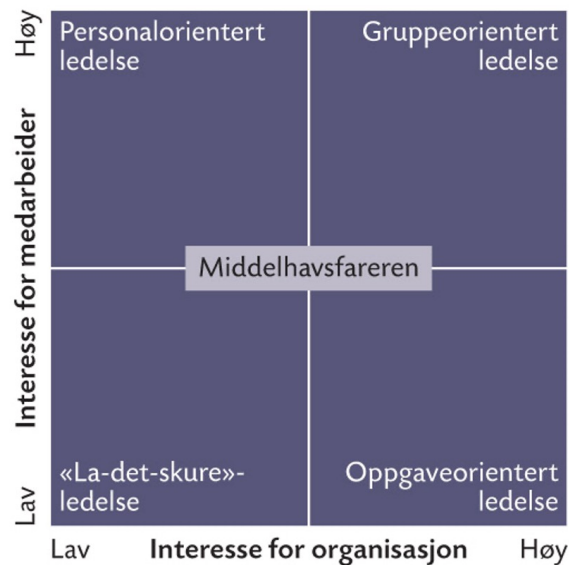 Høy
Personalorientert
ledelse
Gruppeorientert
ledelse
Interesse for medarbeider
Middelhavsfareren
«La-det-skure»-
ledelse
Oppgaveorientert
ledelse
Lav
Lav
Interesse for organisasjon
Høy